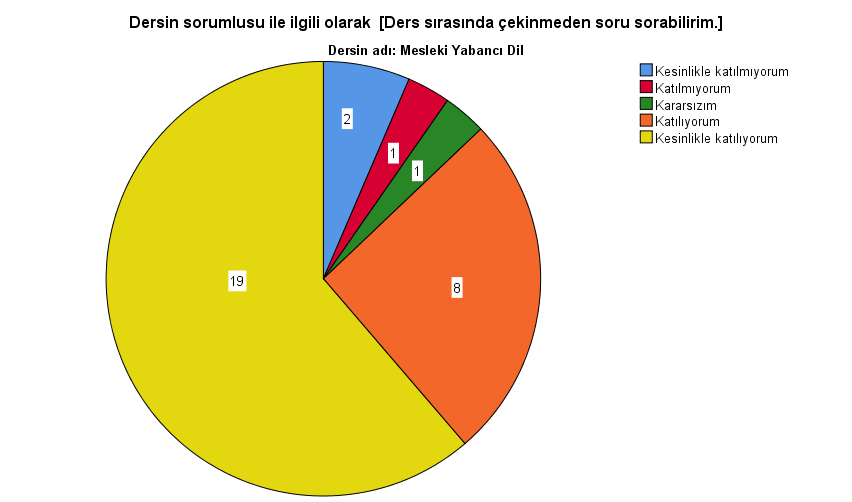 Dersin sorumlusu ile ilgili olarak  [Ders sırasında çekinmeden soru sorabilirim.]
Dersin adı: Mesleki Yabancı Dil
Kesinlikle katılmıyorum
Katılmıyorum
Kararsızım
Katılıyorum
Kesinlikle katılıyorum
2
1
1
8
19